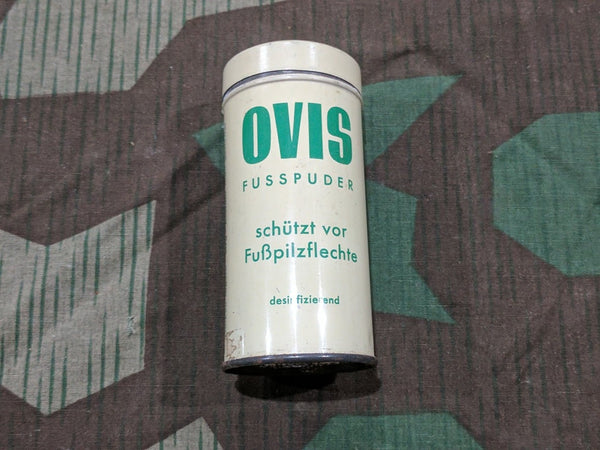 OVIS
FUSSPUDER
schützt vor
Fußpilzflechte
desinfizierend